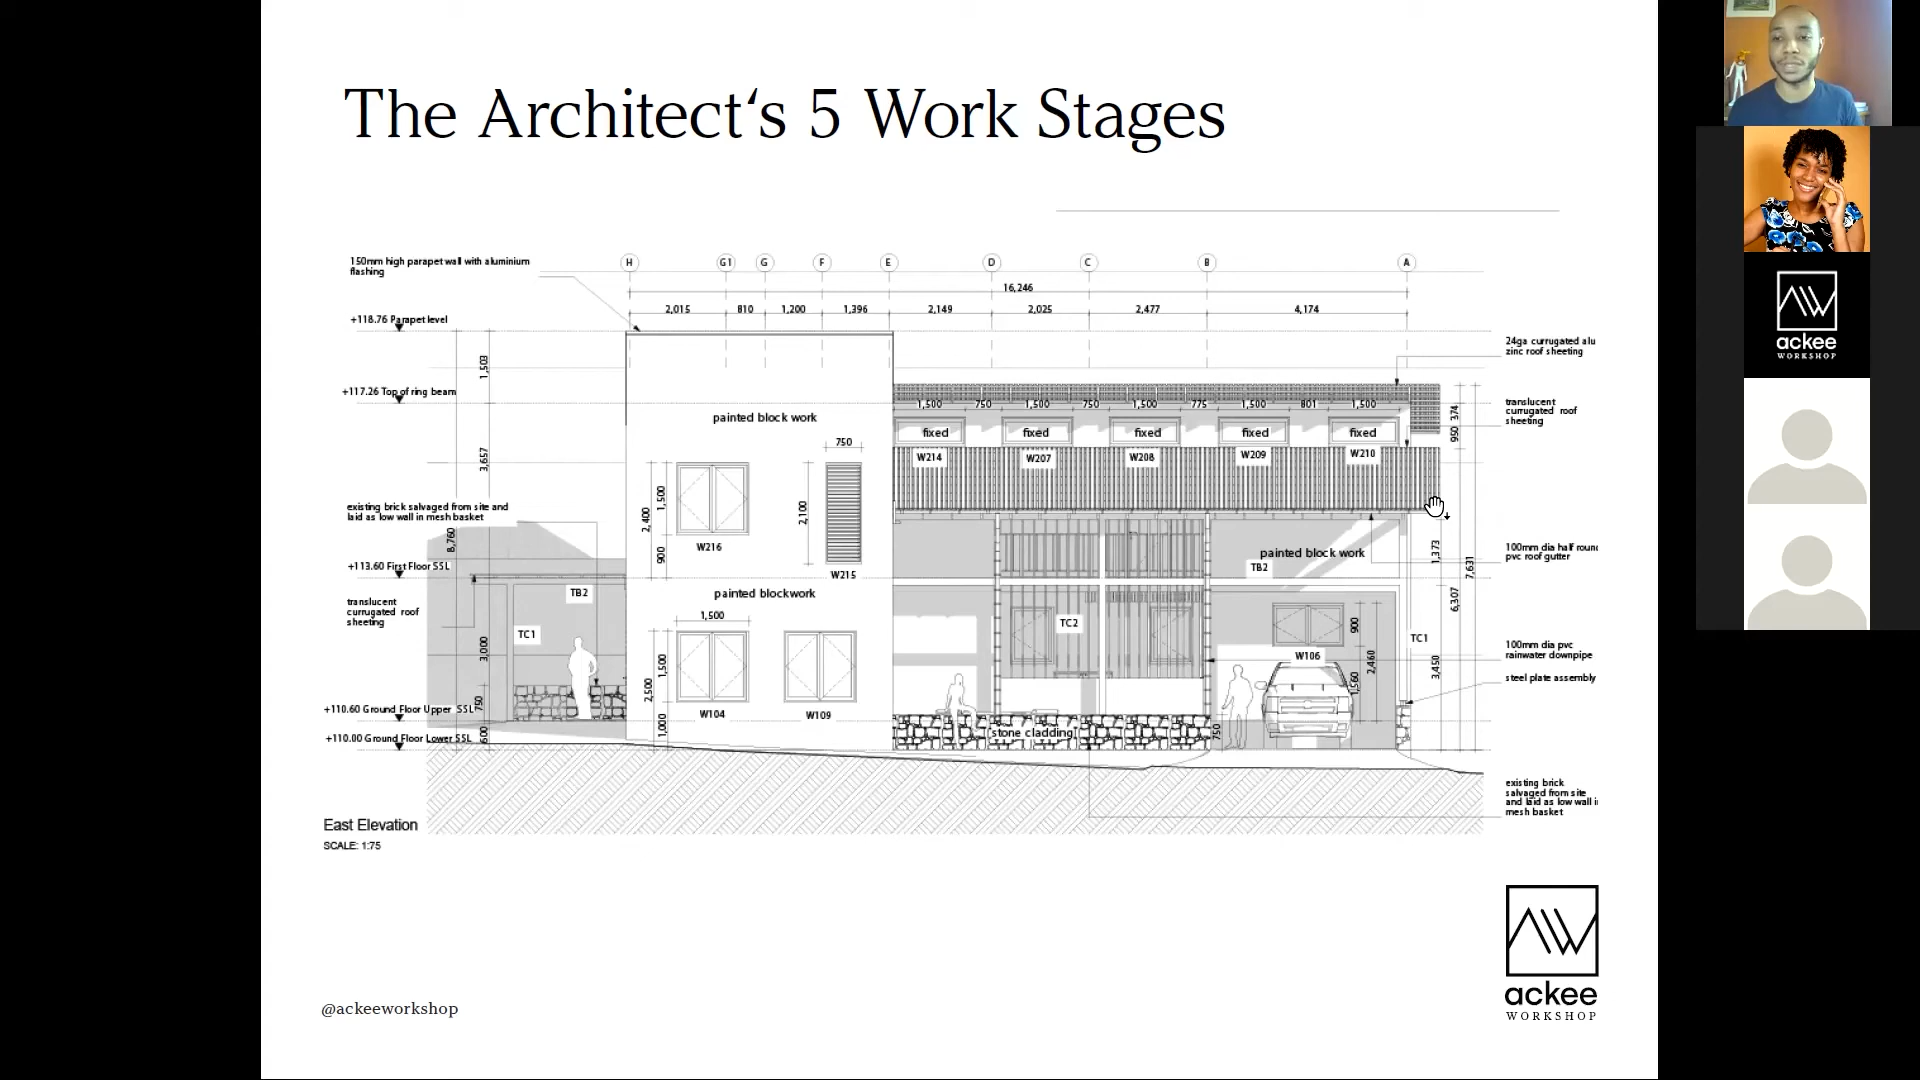 The Architect‘s 5 Work Stages
150mm high parapet wall with aluminium
flashing
H G1 G F E D C B A
16,246
2,015 810 1,200 1,396 2,149 2,025 2,477 4,174
+118.76 Parapet level
1,503
24ga currugated alu
zinc roof sheeting
+117.26 Top of ring beam
1,500 750 1,500 750 1,500 775 1,500 801 1,500
374
950
translucent
currugated roof
sheeting
painted block work
fixed fixed fixed fixed fixed
750
W214 W207 W208 W209 W210
3,657
1,500
2,400
900
2,100
existing brick salvaged from site and
laid as low wall in mesh basket
8,760
W216
W215
painted block work
TB2
1,373
7,631
100mm dia half roun
pvc roof gutter
+113.60 First Floor SSL
TB2
painted blockwork
translucent
currugated roof
sheeting
1,500
TC1
TC2
900
6,307
TC1
3,000
1,500
2,500
1,000
W106
2,460
1,560
3,450
100mm dia pvc
rainwater downpipe
steel plate assembly
750
+110.60 Ground Floor Upper SSL
W104 W109
stone cladding
750
600
+110.00 Ground Floor Lower SSL
existing brick
salvaged from site
and laid as low wall i
mesh basket
East Elevation
SCALE: 1:75
@ackeeworkshop
ackee
WORKSHOP
ackee
WORKSHOP